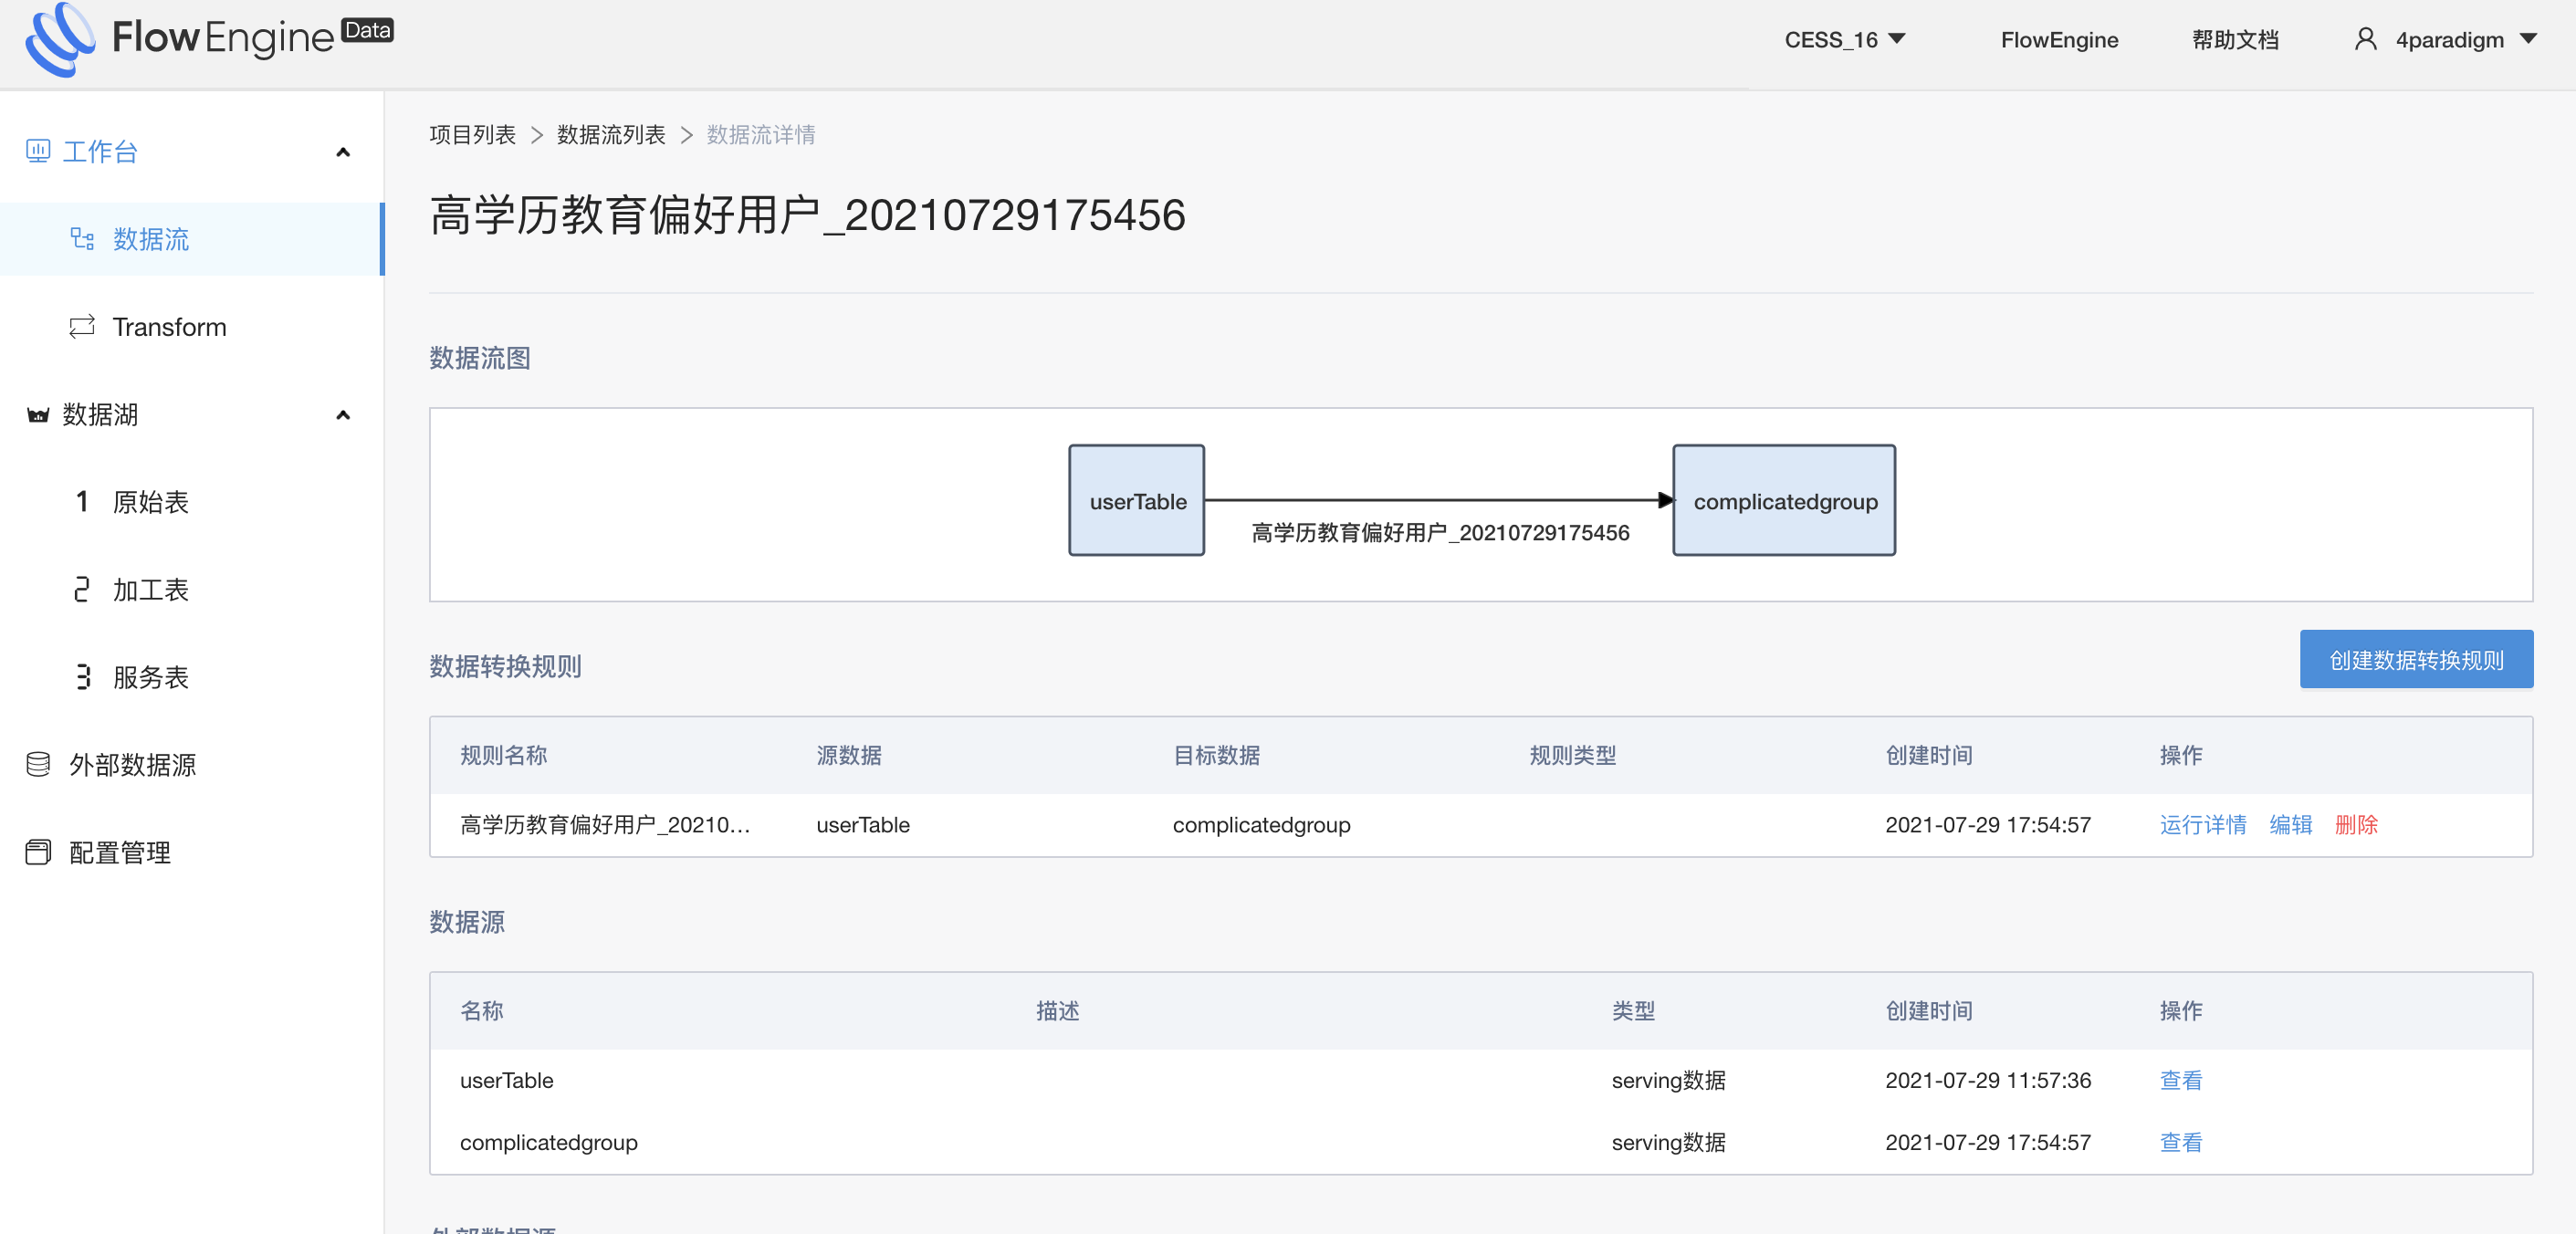 FlowEngine Data
CESS_16
FlowEngine
帮助文档
4paradigm
工作台
数据流
Transform
数据湖
1 原始表
2 加工表
3 服务表
外部数据源
配置管理
项目列表 > 数据流列表 > 数据流详情
高学历教育偏好用户_20210729175456
数据流图
userTable
高学历教育偏好用户_20210729175456
complicatedgroup
数据转换规则
创建数据转换规则
规则名称 源数据 目标数据 规则类型 创建时间 操作
高学历教育偏好用户_20210... userTable complicatedgroup 2021-07-29 17:54:57 运行详情 编辑 删除
数据源
名称 描述 类型 创建时间 操作
userTable serving数据 2021-07-29 11:57:36 查看
complicatedgroup serving数据 2021-07-29 17:54:57 查看
外部数据源